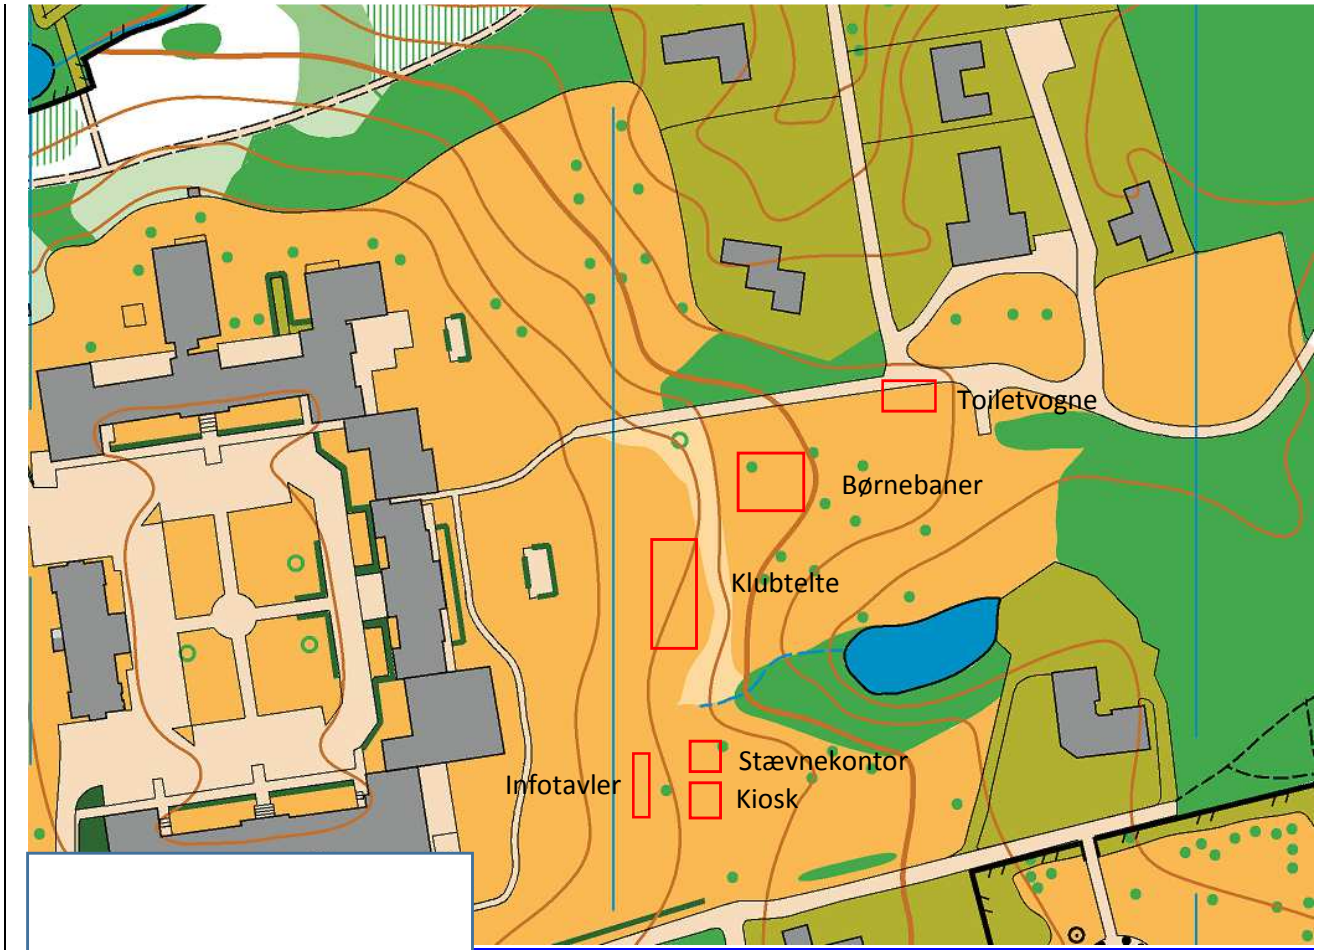 Toiletvogne
Børnebaner
Klubtelte
Stævnekontor
Infotavler
Kiosk